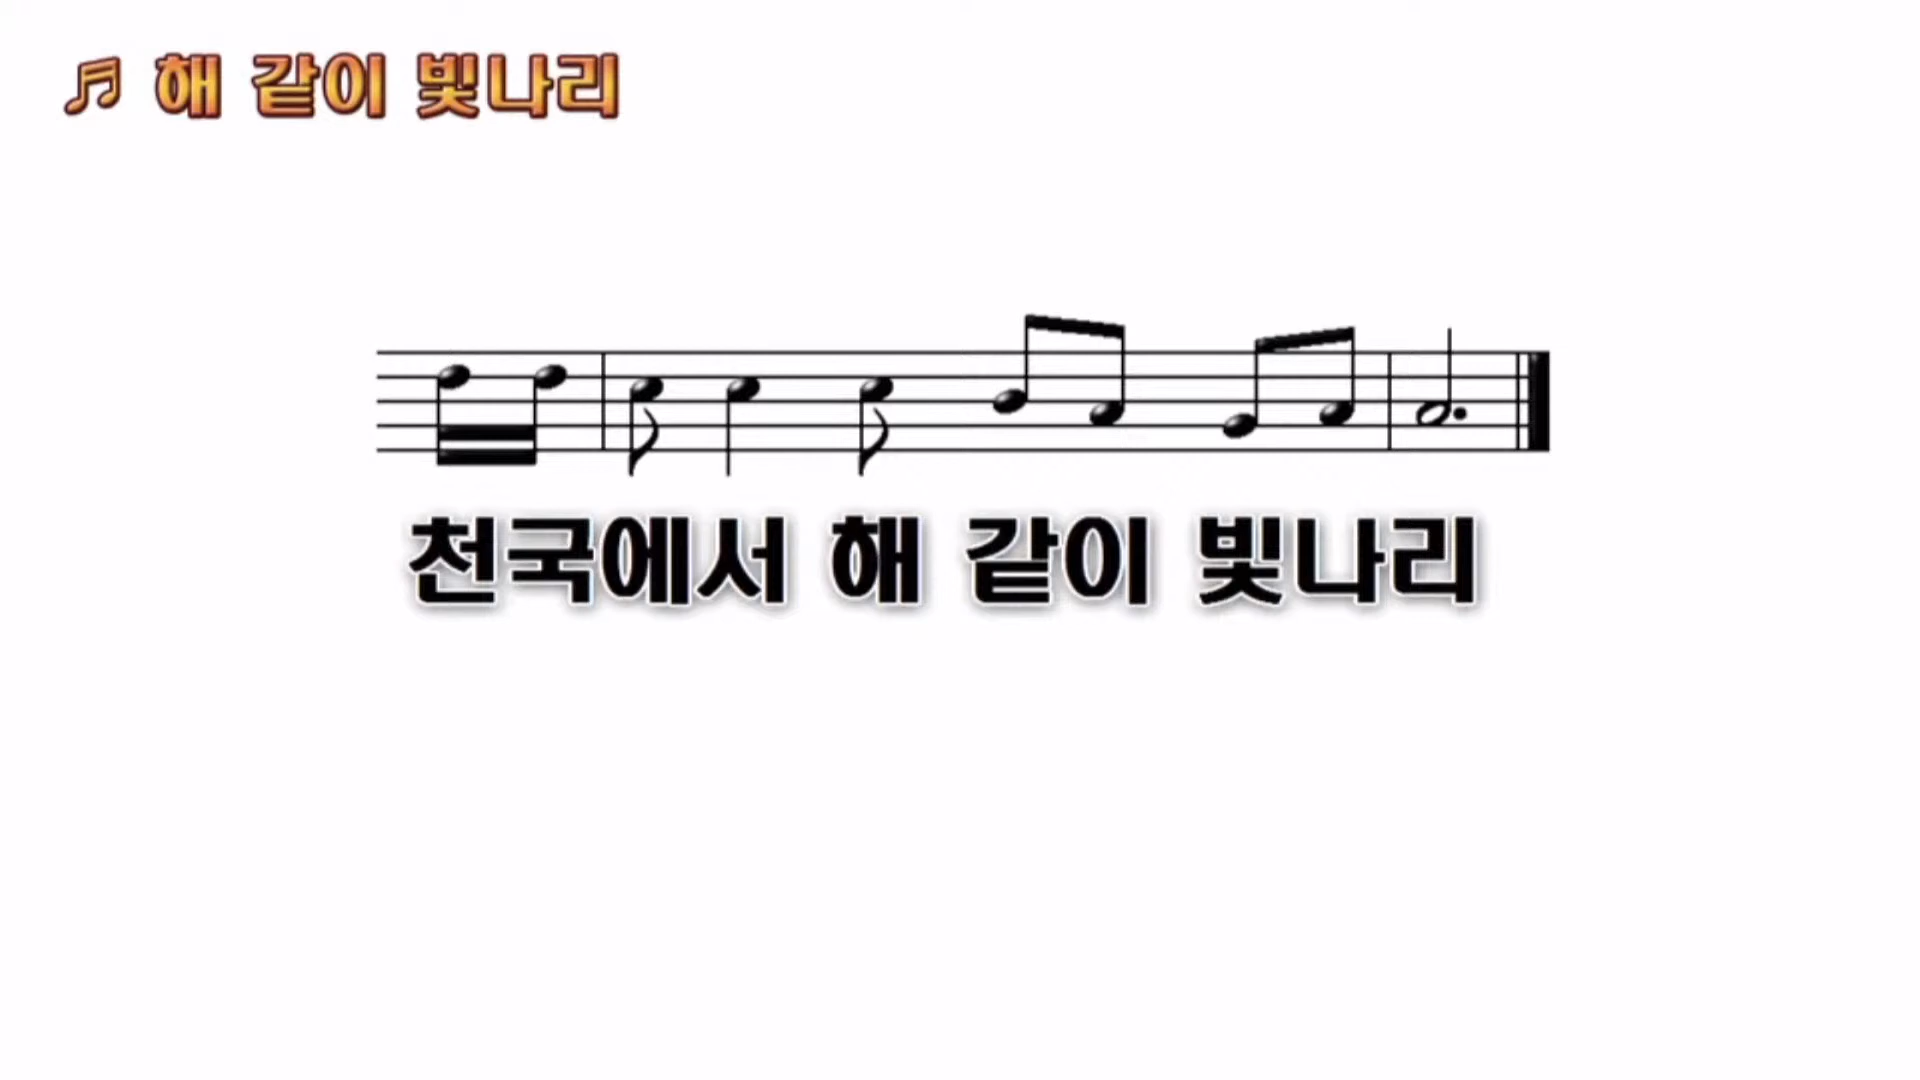 ♬ 해 같이 빛나리
천국에서 해 같이 빛나리